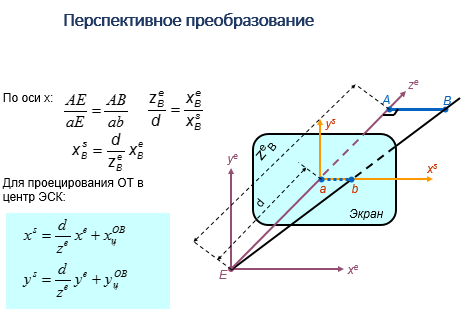 Перспективное преобразование
По оси x: AE/aE = AB/ab z_B^e/d = x_B^e/x_B^s
x_B^s = d/z_B^e x_B^e
Для проецирования ОТ в
центр ЭСК:
x^s = d/z^e x^e + x_ц^ОВ
y^s = d/z^e y^e + y_ц^ОВ
z^e
A
B
y^s
y^e
z^e_B
x^s
a
b
d
Экран
E
x^e